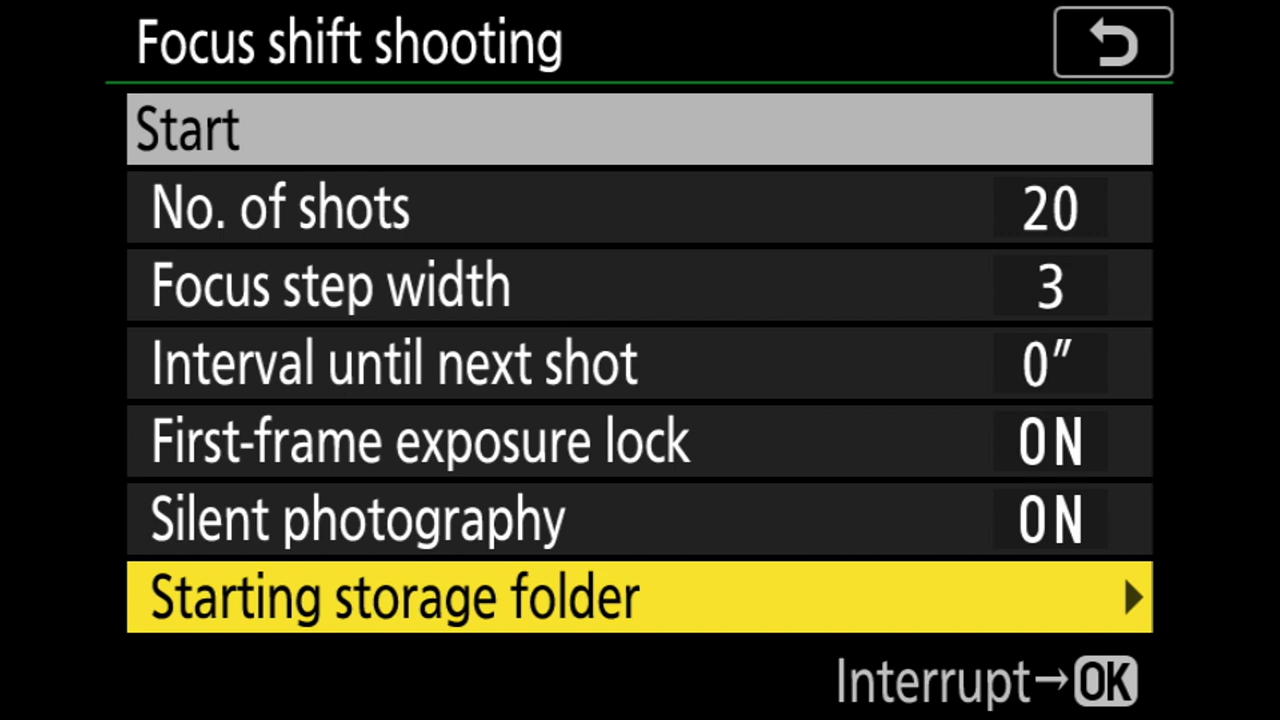 Focus shift shooting
Start
No. of shots 20
Focus step width 3
Interval until next shot 0″
First-frame exposure lock ON
Silent photography ON
Starting storage folder
Interrupt→OK